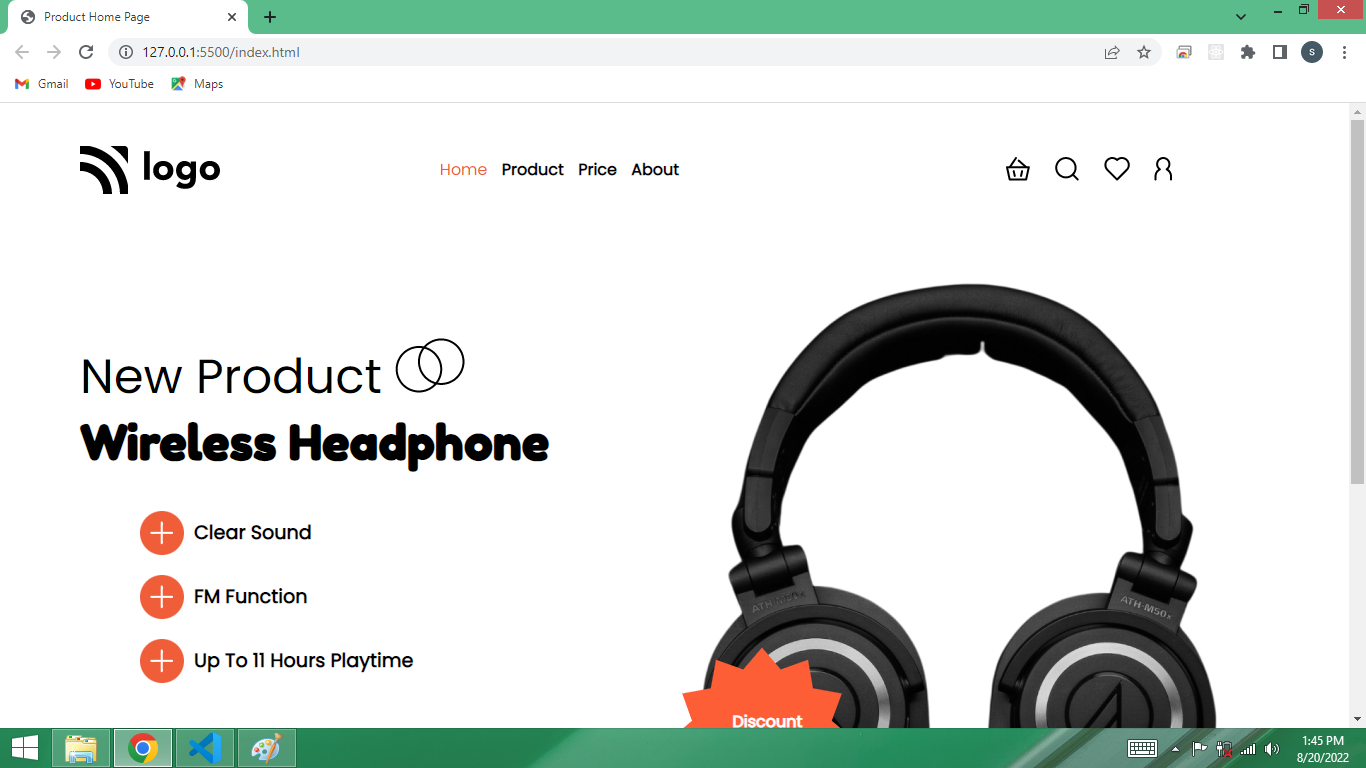 Product Home Page
127.0.0.1:5500/index.html
S
Gmail YouTube Maps
logo Home Product Price About
New Product
Wireless Headphone
Clear Sound
FM Function
Up To 11 Hours Playtime
ATH-M50x
ATH-M50x
Discount
1:45 PM
8/20/2022